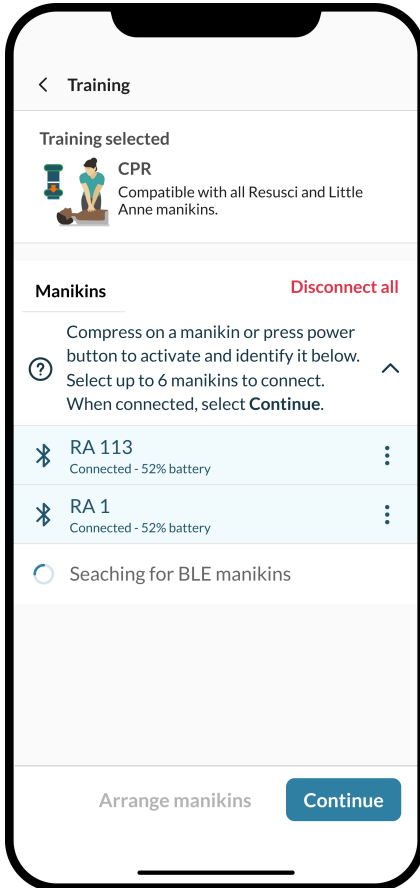 Training
Training selected
CPR
Compatible with all Resusci and Little
Anne manikins.
Manikins
Disconnect all
Compress on a manikin or press power
button to activate and identify it below.
Select up to 6 manikins to connect.
When connected, select Continue.
RA 113
Connected - 52% battery
RA 1
Connected - 52% battery
Seaching for BLE manikins
Arrange manikins
Continue